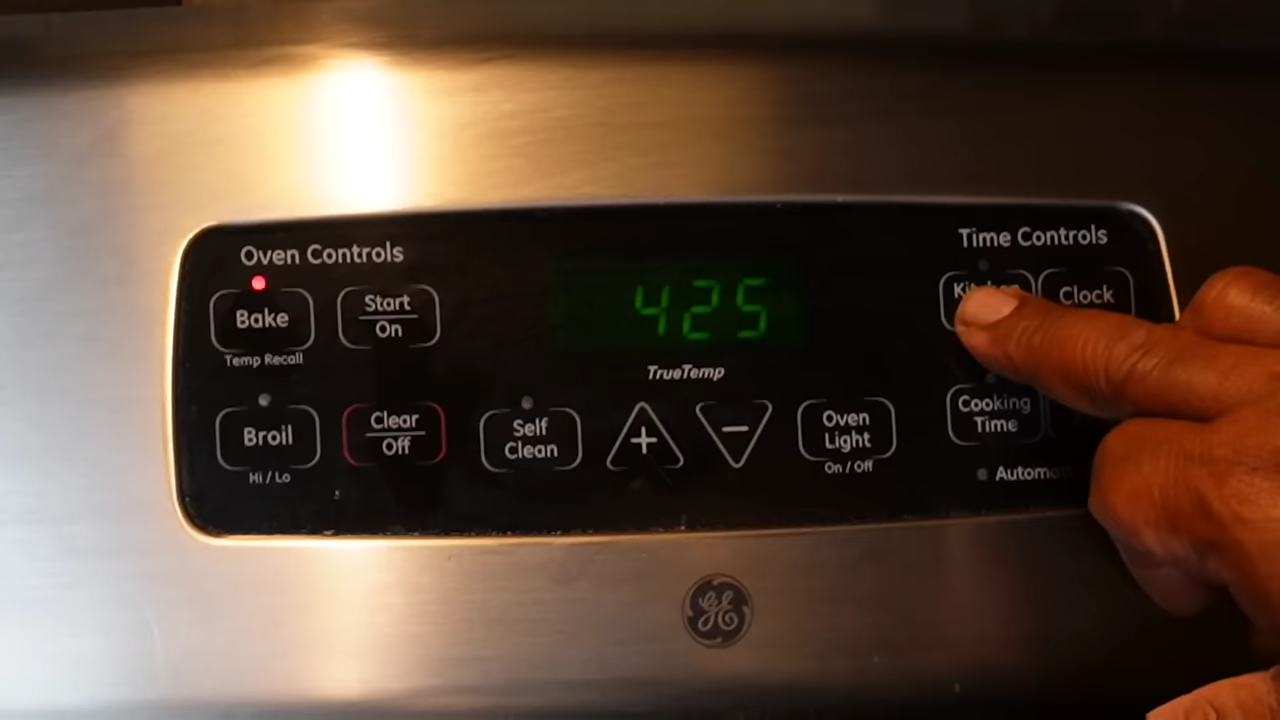 Oven Controls
Time Controls
Bake
Temp Recall
Start
On
425
TrueTemp
Clock
Broil
Hi / Lo
Clear
Off
Self
Clean
+
−
Oven
Light
On / Off
Cooking
Time
GE